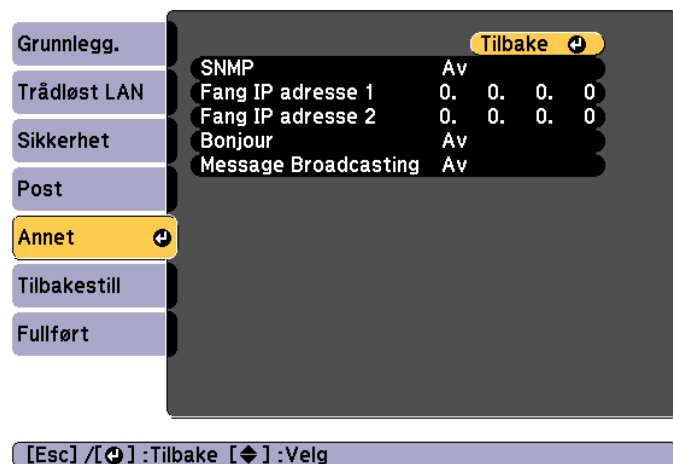 Grunnlegg.
Trådløst LAN
Sikkerhet
Post
Annet
Tilbakestill
Fullført
Tilbake
SNMP Av
Fang IP adresse 1 0. 0. 0. 0
Fang IP adresse 2 0. 0. 0. 0
Bonjour Av
Message Broadcasting Av
[Esc] /[⏎] :Tilbake [◆] :Velg